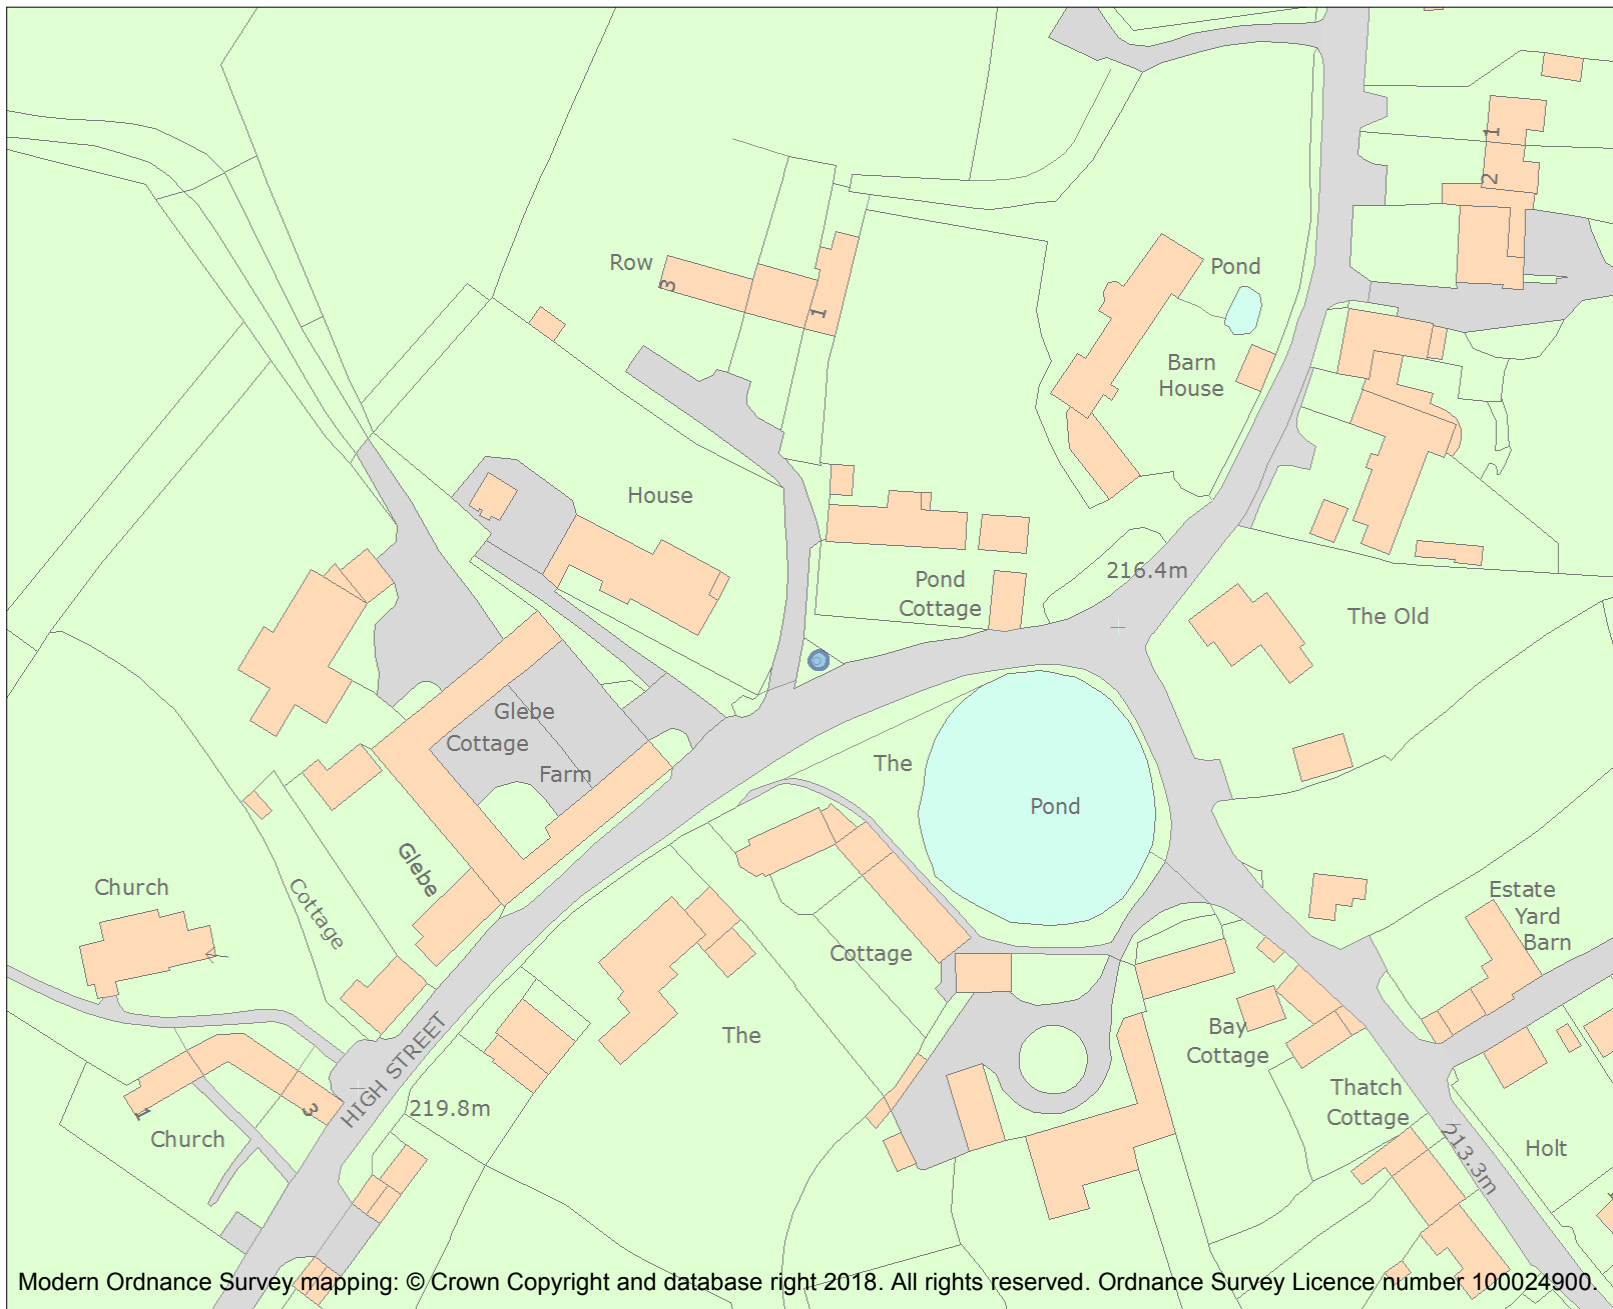 1
2
Row
3
1
Pond
Barn
House
House
Pond
Cottage
216.4m
The Old
Glebe
Cottage
Farm
The
Pond
Glebe
Cottage
Church
Cottage
Estate
Yard
Barn
The
Bay
Cottage
HIGH STREET
219.8m
1
3
Church
Thatch
Cottage
213.3m
Holt
Modern Ordnance Survey mapping: © Crown Copyright and database right 2018. All rights reserved. Ordnance Survey Licence number 100024900.